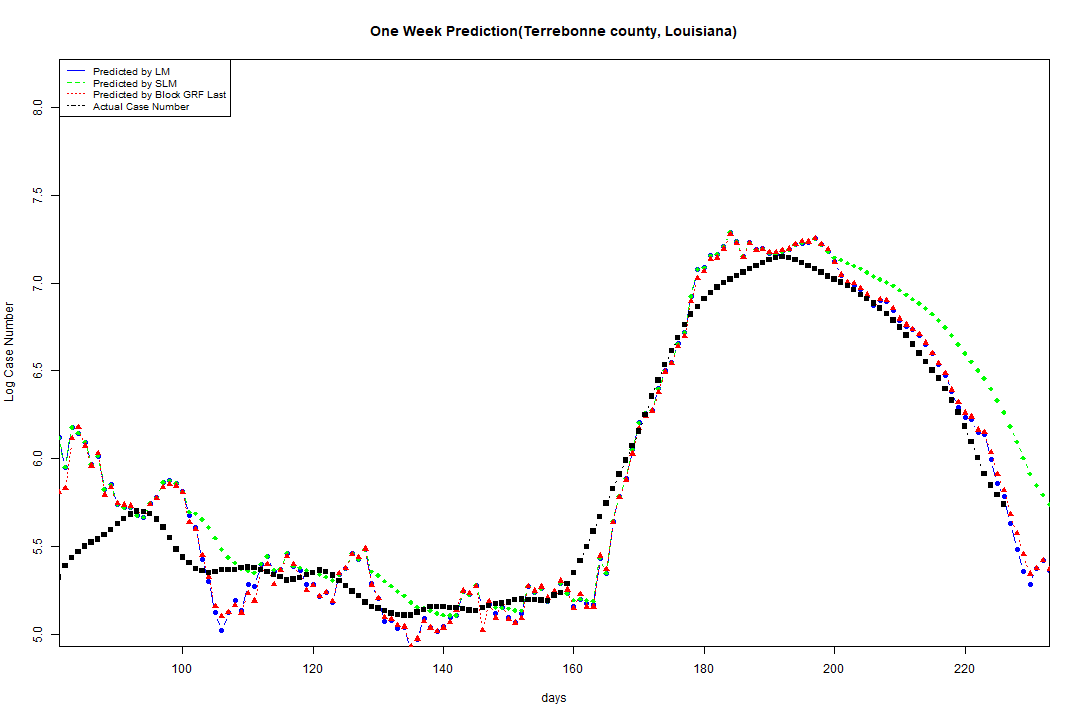 One Week Prediction(Terrebonne county, Louisiana)
Predicted by LM
Predicted by SLM
Predicted by Block GRF Last
Actual Case Number
Log Case Number
8.0
7.5
7.0
6.5
6.0
5.5
5.0
100 120 140 160 180 200 220
days